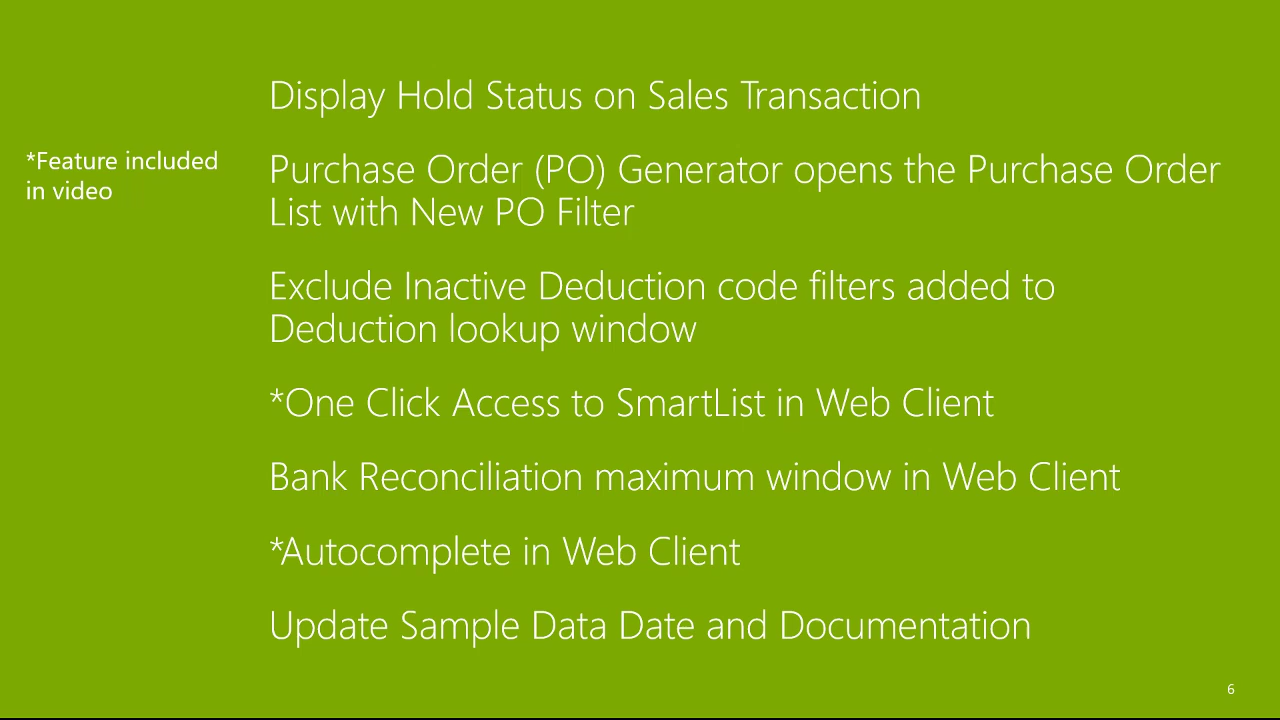 *Feature included
in video
Display Hold Status on Sales Transaction
Purchase Order (PO) Generator opens the Purchase Order
List with New PO Filter
Exclude Inactive Deduction code filters added to
Deduction lookup window
*One Click Access to SmartList in Web Client
Bank Reconciliation maximum window in Web Client
*Autocomplete in Web Client
Update Sample Data Date and Documentation
6